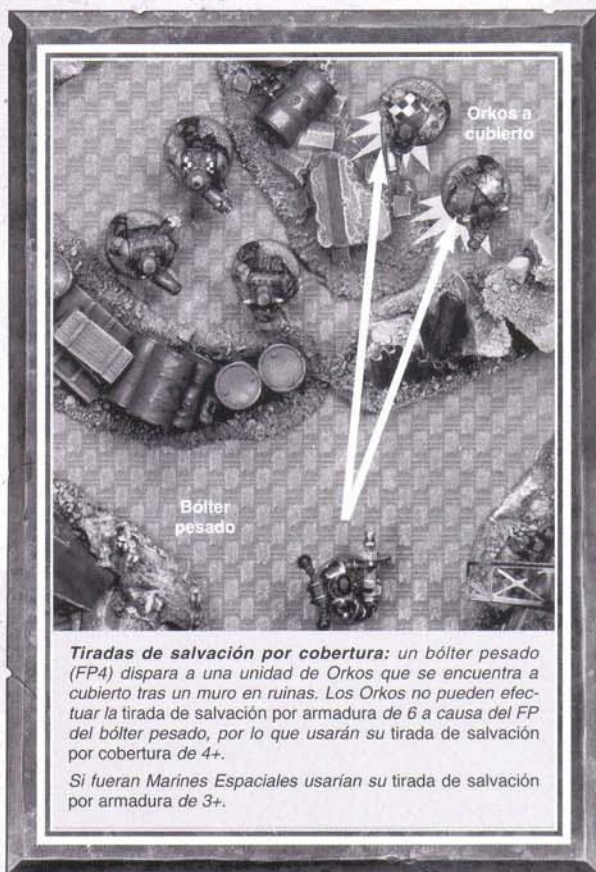 Orkos a
cubierto
Bólter
pesado
Tiradas de salvación por cobertura: un bólter pesado
(FP4) dispara a una unidad de Orkos que se encuentra a
cubierto tras un muro en ruinas. Los Orkos no pueden efec-
tuar la tirada de salvación por armadura de 6 a causa del FP
del bólter pesado, por lo que usarán su tirada de salvación
por cobertura de 4+.
Si fueran Marines Espaciales usarían su tirada de salvación
por armadura de 3+.